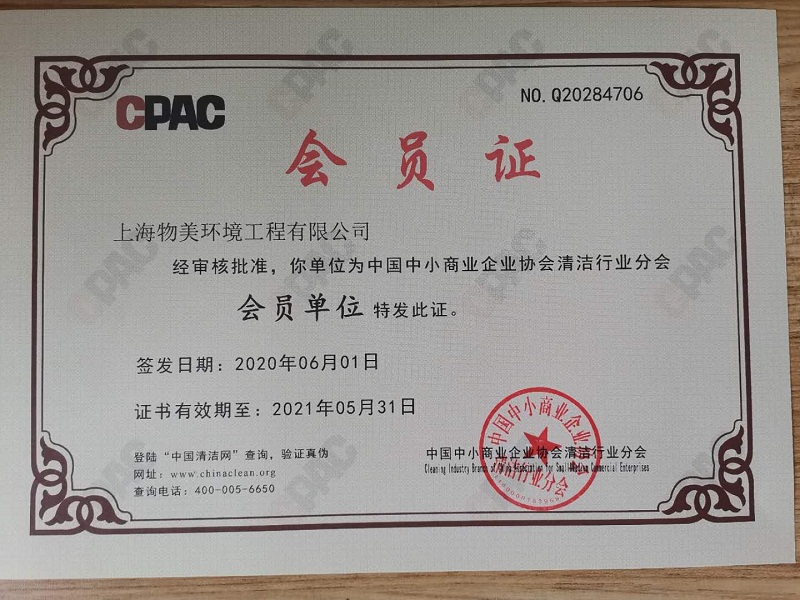 CPAC
NO. Q20284706
会员证
上海物美环境工程有限公司
经审核批准，你单位为中国中小商业企业协会清洁行业分会
会员单位 特发此证。
签发日期：2020年06月01日
证书有效期至：2021年05月31日
登陆“中国清洁网”查询，验证真伪
网址：www.chinaclean.org
查询电话：400-005-6650
中国中小商业企业协会清洁行业分会
Cleaning Industry Branch of China Association for Small Medium Commercial Enterprises
中国中小商业企业协会
清洁行业分会